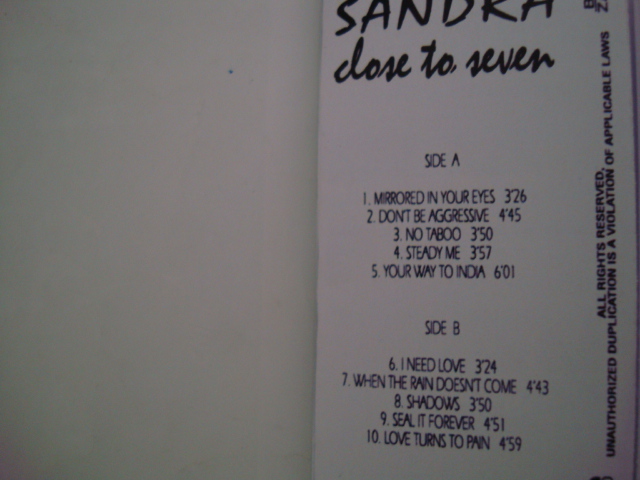 SANDRA
close to seven
SIDE A
1. MIRRORED IN YOUR EYES 3'26
2. DON'T BE AGGRESSIVE 4'45
3. NO TABOO 3'50
4. STEADY ME 3'57
5. YOUR WAY TO INDIA 6'01
SIDE B
6. I NEED LOVE 3'24
7. WHEN THE RAIN DOESN'T COME 4'43
8. SHADOWS 3'50
9. SEAL IT FOREVER 4'51
10. LOVE TURNS TO PAIN 4'59
ALL RIGHTS RESERVED,
UNAUTHORIZED DUPLICATION IS A VIOLATION OF APPLICABLE LAWS